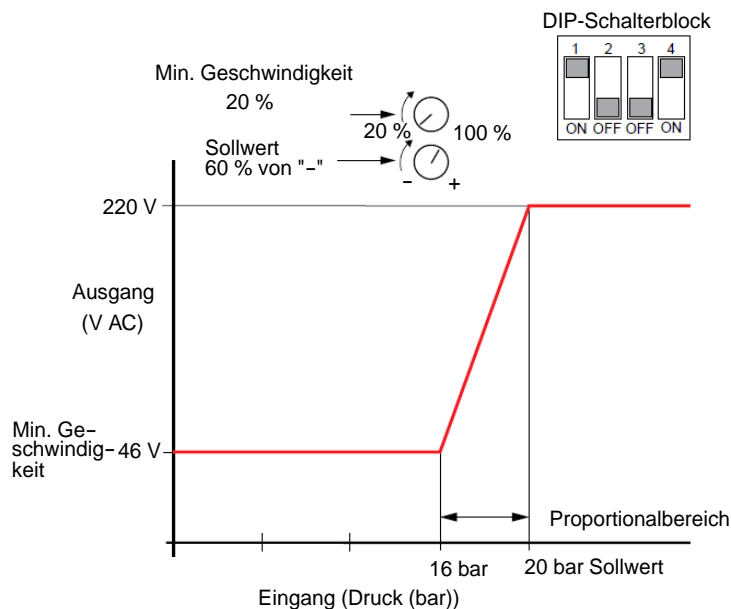 DIP-Schalterblock
1 2 3 4
ON OFF OFF ON
Min. Geschwindigkeit
20 %
20 % 100 %
Sollwert
60 % von "-"
- +
220 V
Ausgang
(V AC)
Min. Ge-
schwindig-
keit
46 V
Proportionalbereich
16 bar
20 bar Sollwert
Eingang (Druck (bar))